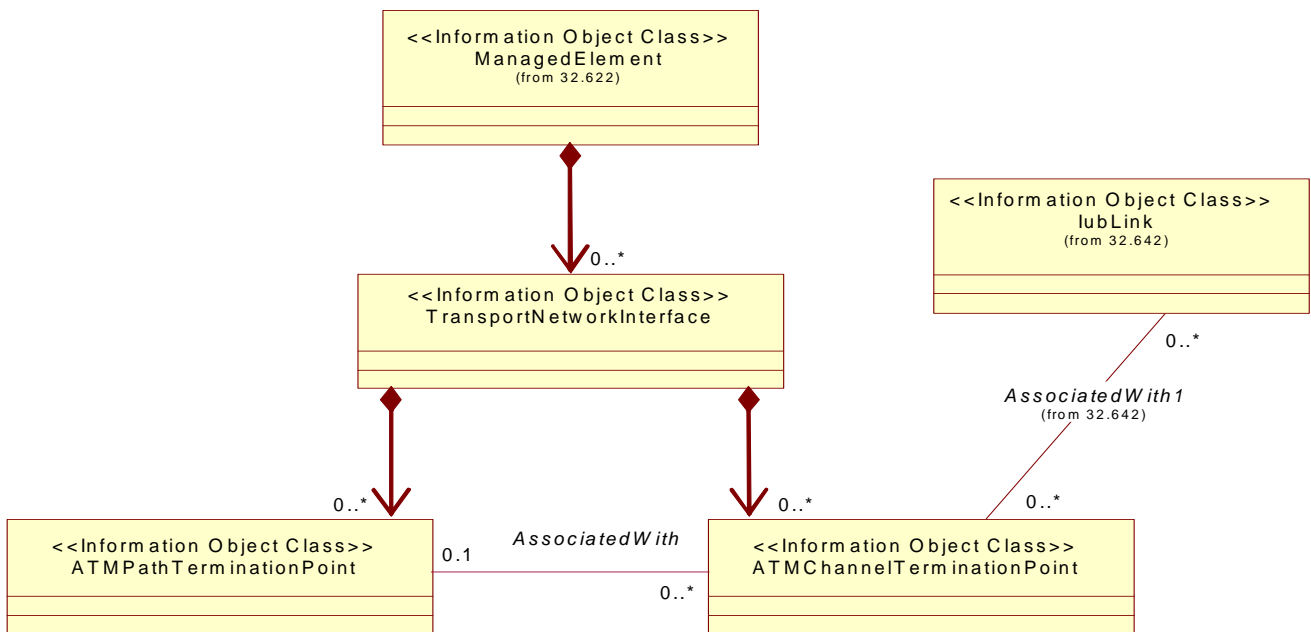 <<Information Object Class>>
ManagedElement
(from 32.622)
<<Information Object Class>>
IubLink
(from 32.642)
0..*
<<Information Object Class>>
TransportNetworkInterface
0..*
AssociatedWith1
(from 32.642)
0..*
0..*
0..*
<<Information Object Class>>
ATMPathTerminationPoint
0.1
AssociatedWith
0..*
<<Information Object Class>>
ATMChannelTerminationPoint